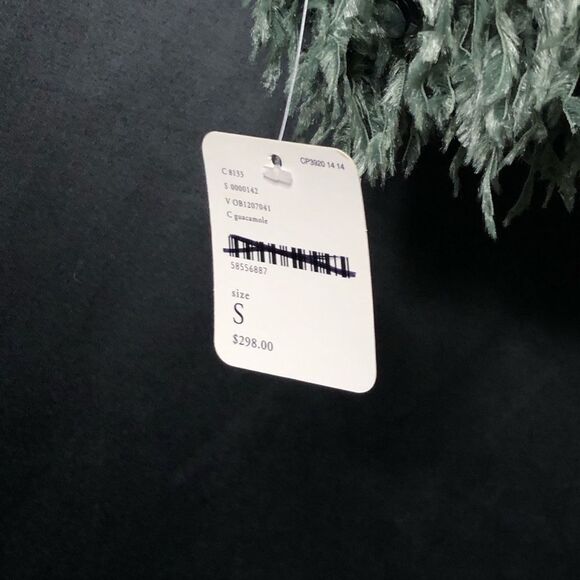 CP3920 14 14
C 8135
S 0000142
V OB1207041
C guacamole
58556887
size
S
$298.00